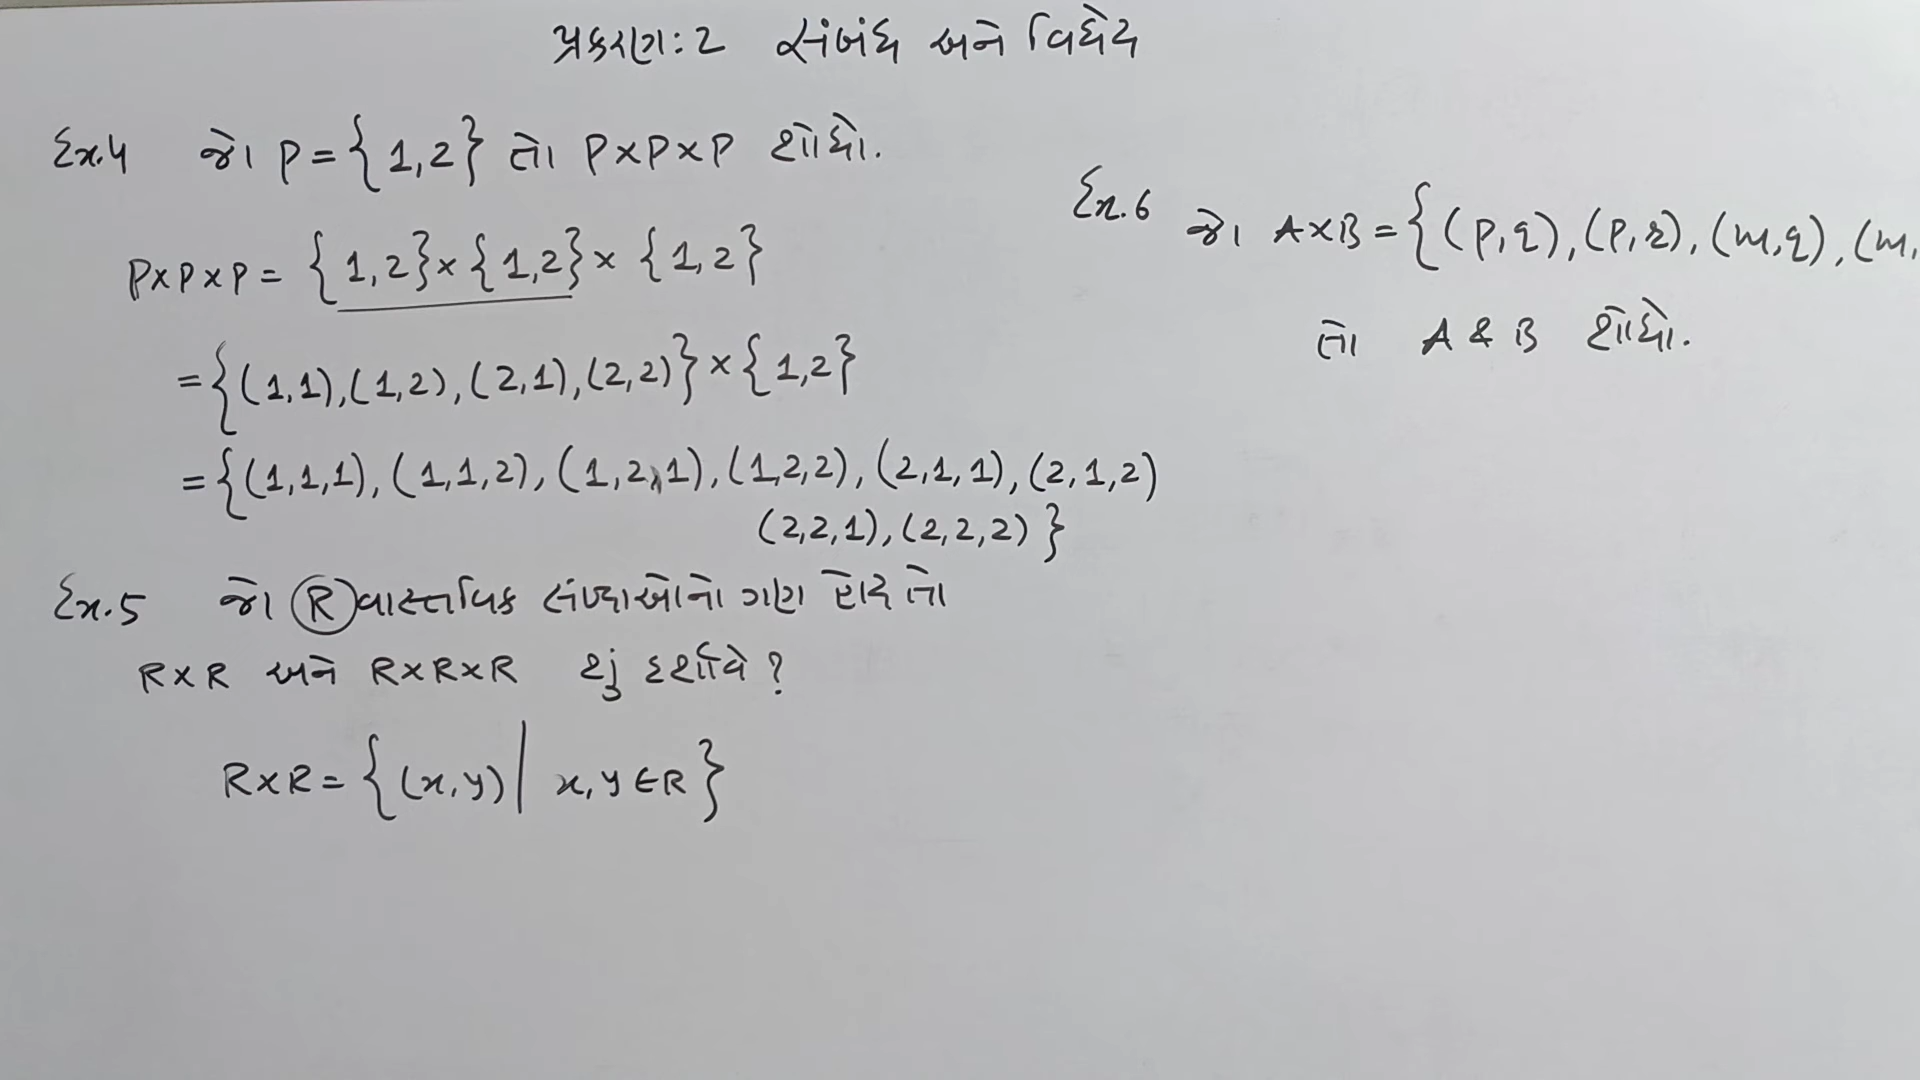 પ્રકરણ: 2 સંબંધ અને વિધેય
Ex.4 જો P = {1,2} તો P×P×P શોધો.
P×P×P = {1,2}×{1,2}× {1,2}
= {(1,1),(1,2),(2,1),(2,2)}×{1,2}
= {(1,1,1),(1,1,2),(1,2,1),(1,2,2),(2,1,1),(2,1,2)
(2,2,1),(2,2,2)}
Ex.5 જો R વાસ્તવિક સંખ્યાઓનો ગણ હોય તો
R×R અને R×R×R શું દર્શાવે ?
R×R = {(x,y) | x,y ∈ R}
Ex.6 જો A×B = {(p,q),(p,r),(m,q),(m,
તો A & B શોધો.